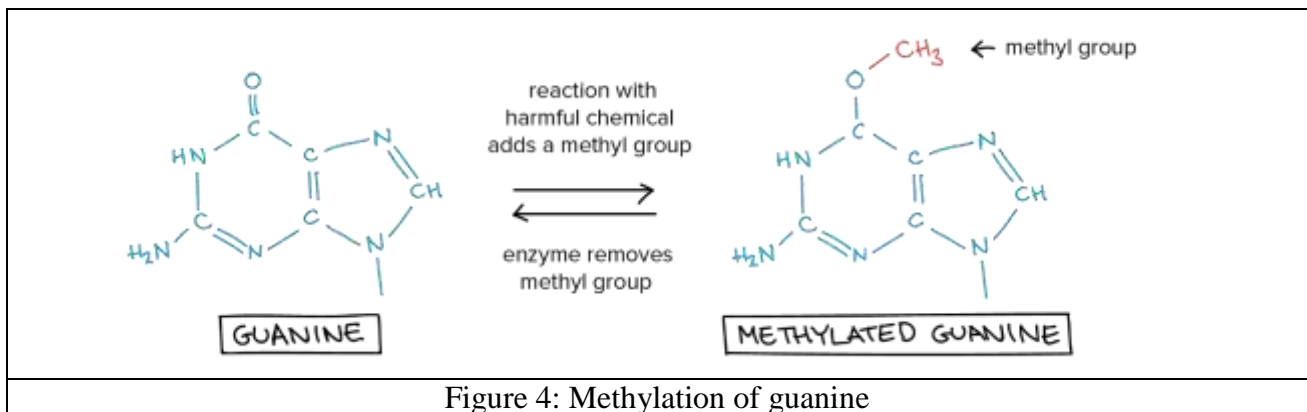 O
C
HN
C
N
CH
C
C
H2N
N
N
GUANINE
reaction with
harmful chemical
adds a methyl group
enzyme removes
methyl group
CH3
← methyl group
O
C
HN
C
N
CH
C
C
H2N
N
N
METHYLATED GUANINE
Figure 4: Methylation of guanine